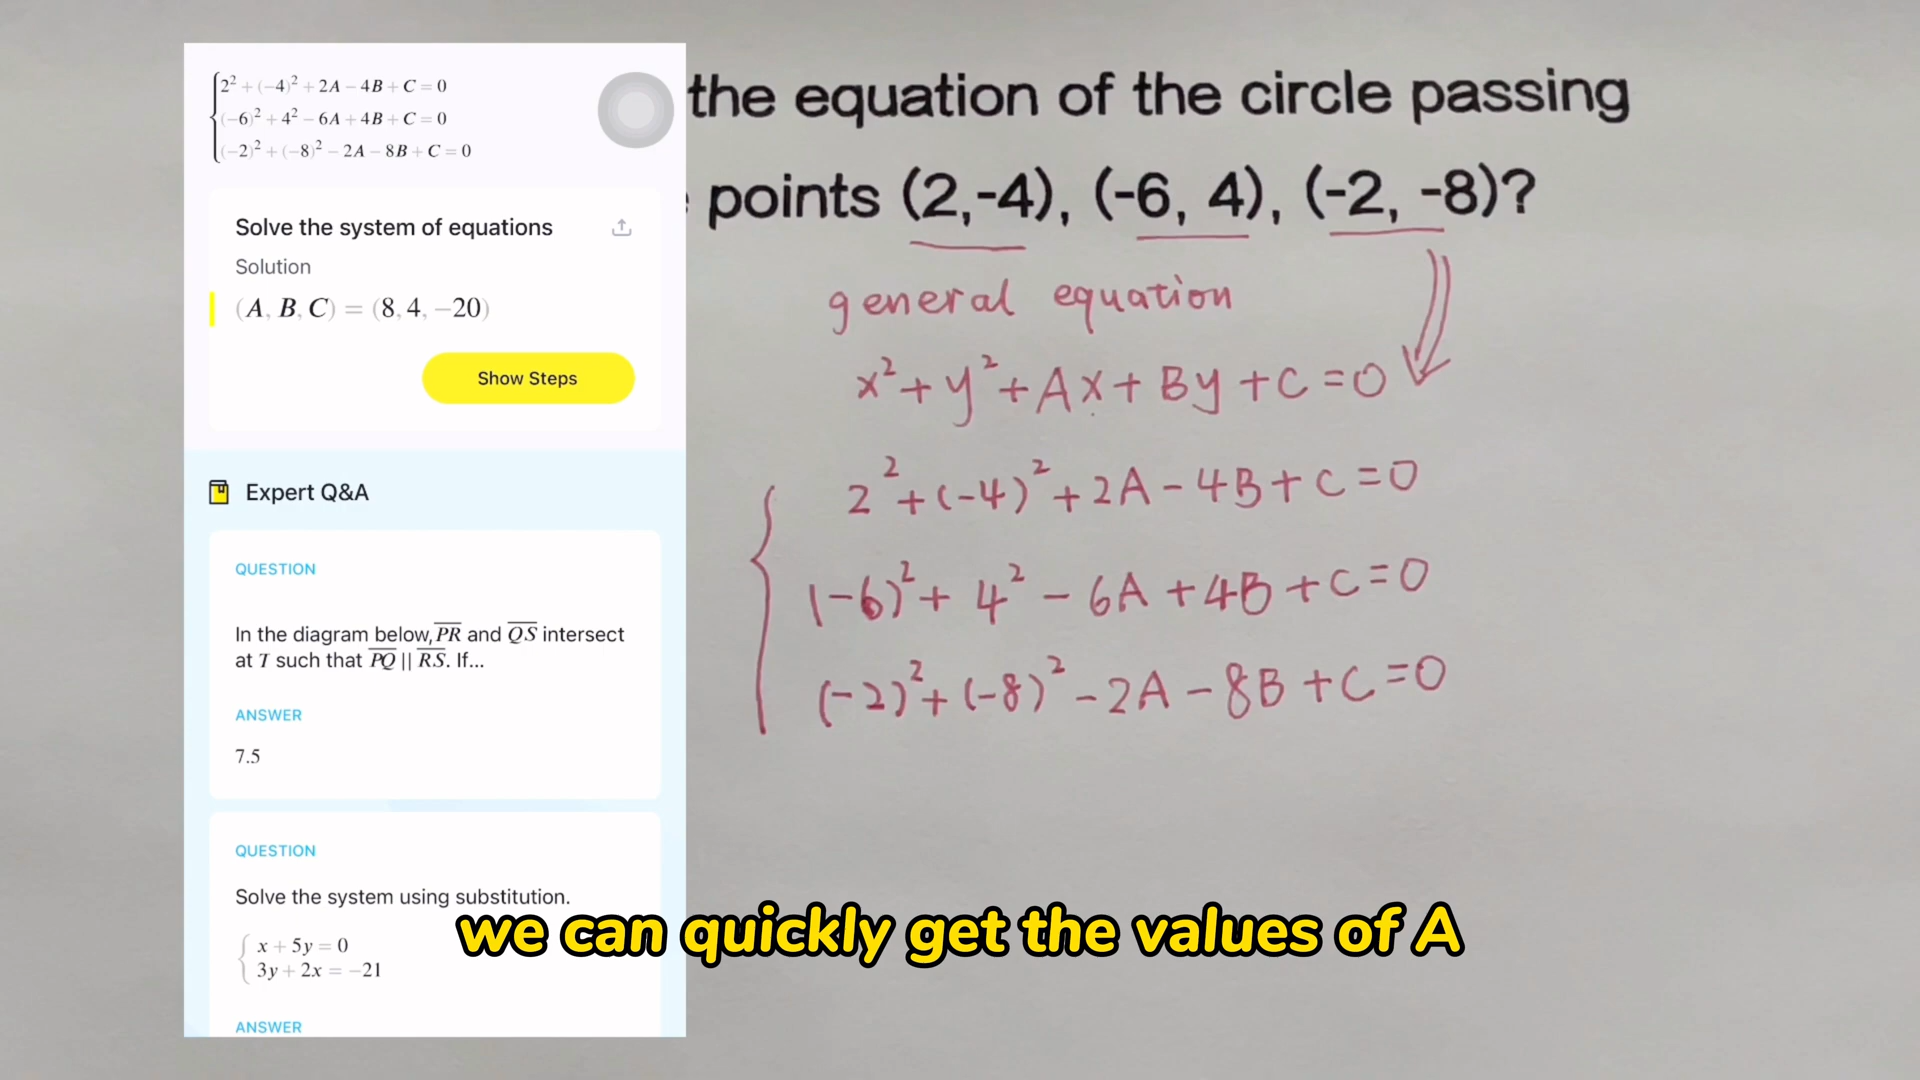 2² + (−4)² + 2A − 4B + C = 0
(−6)² + 4² − 6A + 4B + C = 0
(−2)² + (−8)² − 2A − 8B + C = 0
Solve the system of equations
Solution
(A, B, C) = (8, 4, −20)
Show Steps
Expert Q&A
QUESTION
In the diagram below, P̅R̅ and Q̅S̅ intersect
at T such that P̅Q̅ || R̅S̅. If...
ANSWER
7.5
QUESTION
Solve the system using substitution.
x + 5y = 0
3y + 2x = −21
ANSWER
the equation of the circle passing
points (2,-4), (-6, 4), (-2, -8)?
general equation
x² + y² + Ax + By + C = 0
2² + (-4)² + 2A - 4B + C = 0
(-6)² + 4² - 6A + 4B + C = 0
(-2)² + (-8)² - 2A - 8B + C = 0
we can quickly get the values of A